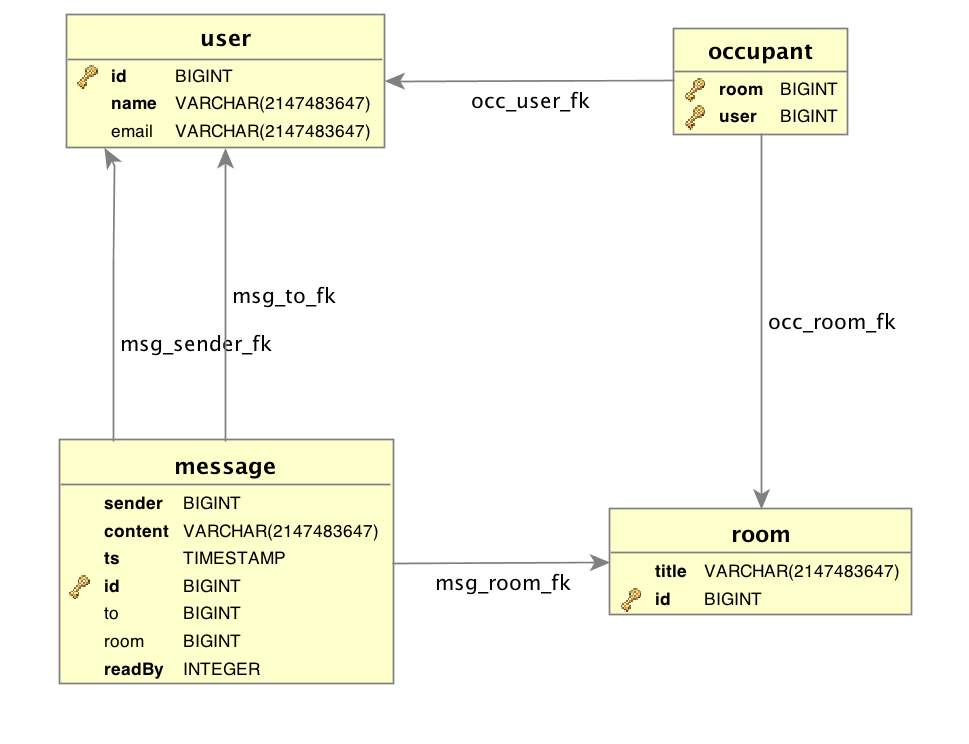 user
id BIGINT
name VARCHAR(2147483647)
email VARCHAR(2147483647)
occupant
room BIGINT
user BIGINT
occ_user_fk
msg_to_fk
msg_sender_fk
occ_room_fk
message
sender BIGINT
content VARCHAR(2147483647)
ts TIMESTAMP
id BIGINT
to BIGINT
room BIGINT
readBy INTEGER
msg_room_fk
room
title VARCHAR(2147483647)
id BIGINT